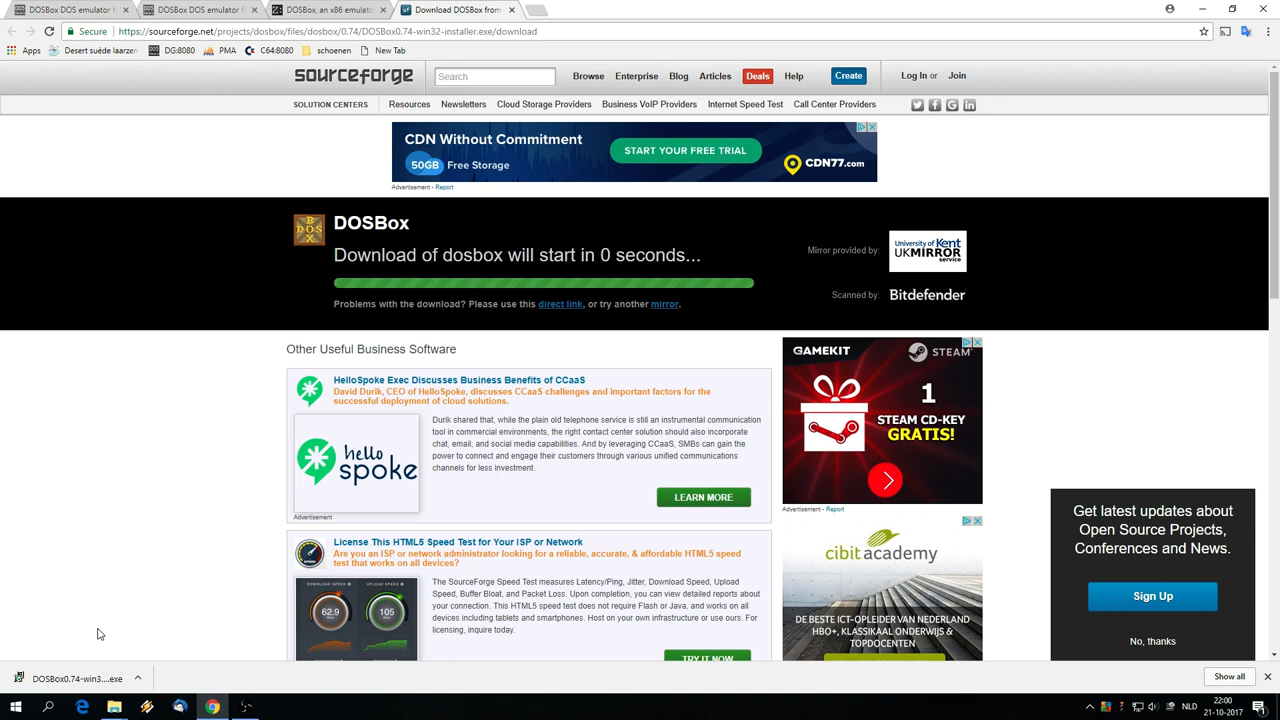 DOSBox DOS emulator f
DOSBox DOS emulator f
DOSBox, an x86 emulato
Download DOSBox from
Secure
https://sourceforge.net/projects/dosbox/files/dosbox/0.74/DOSBox0.74-win32-installer.exe/download
Apps
Desert suède laarzen
DG:8080
PMA
C64:8080
schoenen
New Tab
sourceforge
Search
Browse
Enterprise
Blog
Articles
Deals
Help
Create
Log In or Join
SOLUTION CENTERS
Resources
Newsletters
Cloud Storage Providers
Business VoIP Providers
Internet Speed Test
Call Center Providers
CDN Without Commitment
50GB Free Storage
START YOUR FREE TRIAL
CDN77.com
Advertisement - Report
DOSBox
Download of dosbox will start in 0 seconds...
Problems with the download? Please use this direct link, or try another mirror.
Mirror provided by:
University of Kent
UKMIRROR
service
Scanned by:
Bitdefender
Other Useful Business Software
HelloSpoke Exec Discusses Business Benefits of CCaaS
David Durik, CEO of HelloSpoke, discusses CCaaS challenges and important factors for the
successful deployment of cloud solutions.
hello
spoke
Durik shared that, while the plain old telephone service is still an instrumental communication
tool in commercial environments, the right contact center solution should also incorporate
chat, email, and social media capabilities. And by leveraging CCaaS, SMBs can gain the
power to connect and engage their customers through various unified communications
channels for less investment.
LEARN MORE
Advertisement
License This HTML5 Speed Test for Your ISP or Network
Are you an ISP or network administrator looking for a reliable, accurate, & affordable HTML5 speed
test that works on all devices?
DOWNLOAD SPEED
UPLOAD SPEED
62.9
105
The SourceForge Speed Test measures Latency/Ping, Jitter, Download Speed, Upload
Speed, Buffer Bloat, and Packet Loss. Upon completion, you can view detailed reports about
your connection. This HTML5 speed test does not require Flash or Java, and works on all
devices including tablets and smartphones. Host on your own infrastructure or use ours. For
licensing, inquire today.
TRY IT NOW
GAMEKIT
STEAM
1
STEAM CD-KEY
GRATIS!
Advertisement - Report
cibit academy
DE BESTE ICT-OPLEIDER VAN NEDERLAND
HBO+, KLASSIKAAL ONDERWIJS &
TOPDOCENTEN
Get latest updates about
Open Source Projects,
Conferences and News.
Sign Up
No, thanks
DOSBox0.74-win3....exe
Show all
NLD
22:00
21-10-2017